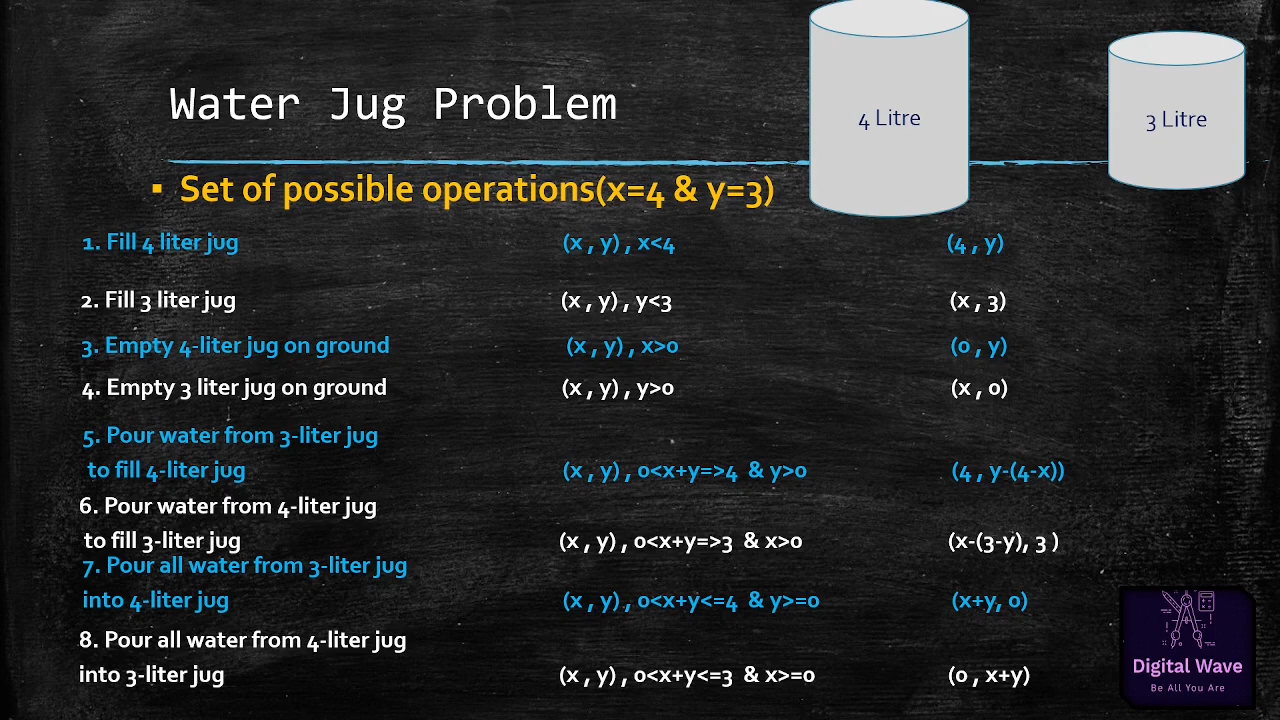 4 Litre
3 Litre
Water Jug Problem
▪ Set of possible operations(x=4 & y=3)
1. Fill 4 liter jug (x , y) , x<4 (4 , y)
2. Fill 3 liter jug (x , y) , y<3 (x , 3)
3. Empty 4-liter jug on ground (x , y) , x>0 (0 , y)
4. Empty 3 liter jug on ground (x , y) , y>0 (x , 0)
5. Pour water from 3-liter jug
to fill 4-liter jug (x , y) , 0<x+y=>4 & y>0 (4 , y-(4-x))
6. Pour water from 4-liter jug
to fill 3-liter jug (x , y) , 0<x+y=>3 & x>0 (x-(3-y), 3 )
7. Pour all water from 3-liter jug
into 4-liter jug (x , y) , 0<x+y<=4 & y>=0 (x+y, 0)
8. Pour all water from 4-liter jug
into 3-liter jug (x , y) , 0<x+y<=3 & x>=0 (0 , x+y)
Digital Wave
Be All You Are